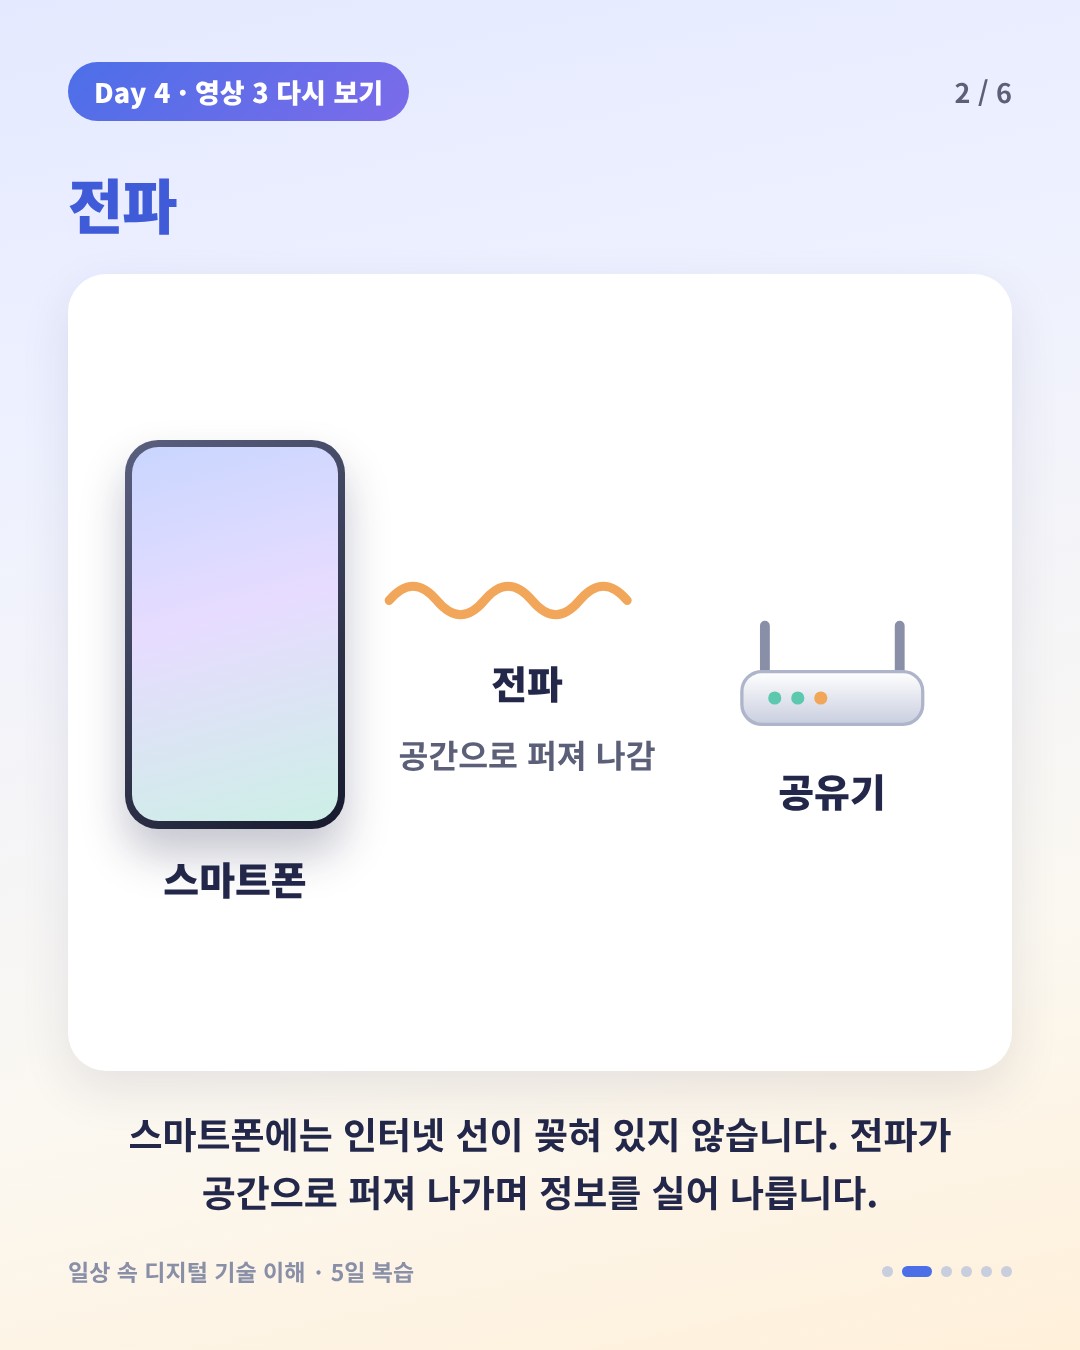 Day 4 · 영상 3 다시 보기
2 / 6
전파
전파
공간으로 퍼져 나감
공유기
스마트폰
스마트폰에는 인터넷 선이 꽂혀 있지 않습니다. 전파가
공간으로 퍼져 나가며 정보를 실어 나릅니다.
일상 속 디지털 기술 이해 · 5일 복습